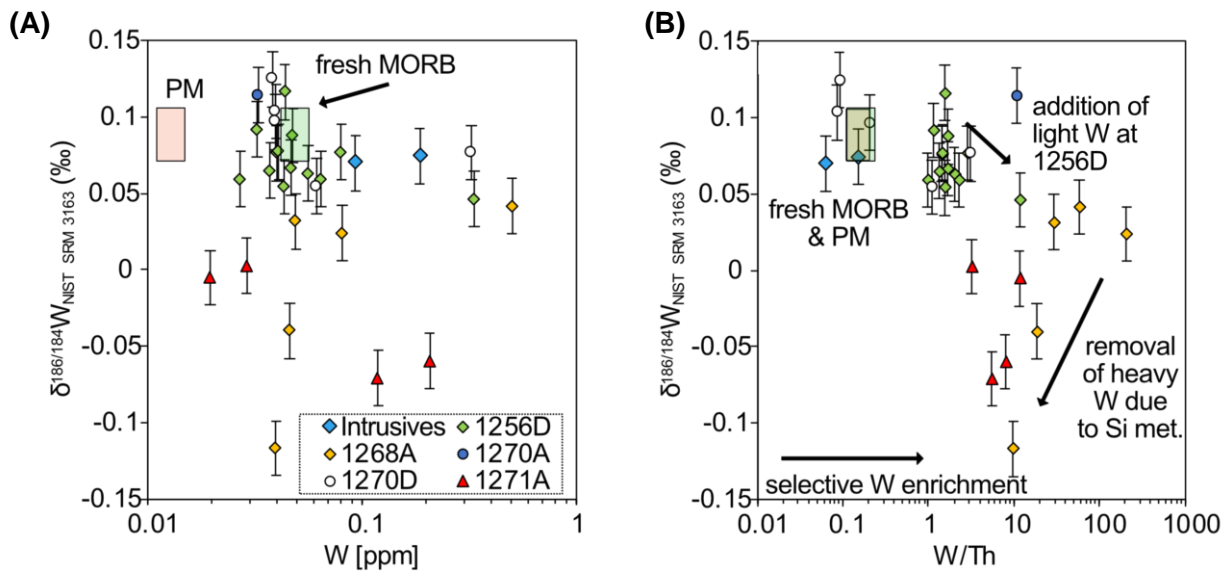 (A)
0.15
0.1
0.05
0
-0.05
-0.1
-0.15
δ186/184WNIST SRM 3163 (‰)
PM
fresh MORB
Intrusives
1256D
1268A
1270A
1270D
1271A
0.01
0.1
1
W [ppm]
(B)
0.15
0.1
0.05
0
-0.05
-0.1
-0.15
δ186/184WNIST SRM 3163 (‰)
addition of
light W at
1256D
fresh MORB
& PM
removal
of heavy
W due
to Si met.
selective W enrichment
0.01
0.1
1
10
100
1000
W/Th